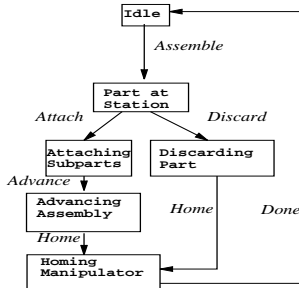 Idle
Assemble
Part at
Station
Attach
Discard
Attaching
Subparts
Discarding
Part
Advance
Advancing
Assembly
Home
Done
Home
Homing
Manipulator